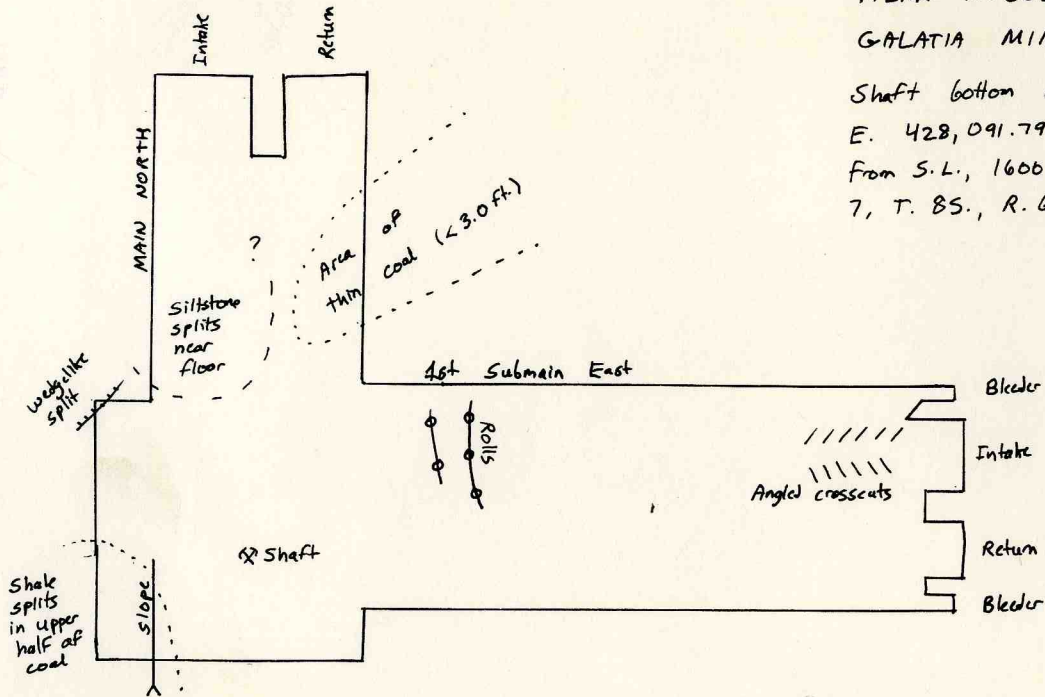 GALATIA MIN
Shaft bottom
E. 428,091.79
From S.L., 1600
7, T. 8S., R. 6
Intake
Return
MAIN NORTH
Area of
thin coal (<3.0 ft.)
?
Siltstone
splits
near
floor
wedgelike
split
1st Submain East
Rolls
Angled crosscuts
Bleeder
Intake
Return
Bleeder
Shaft
Slope
Shale
splits
in upper
half of
coal